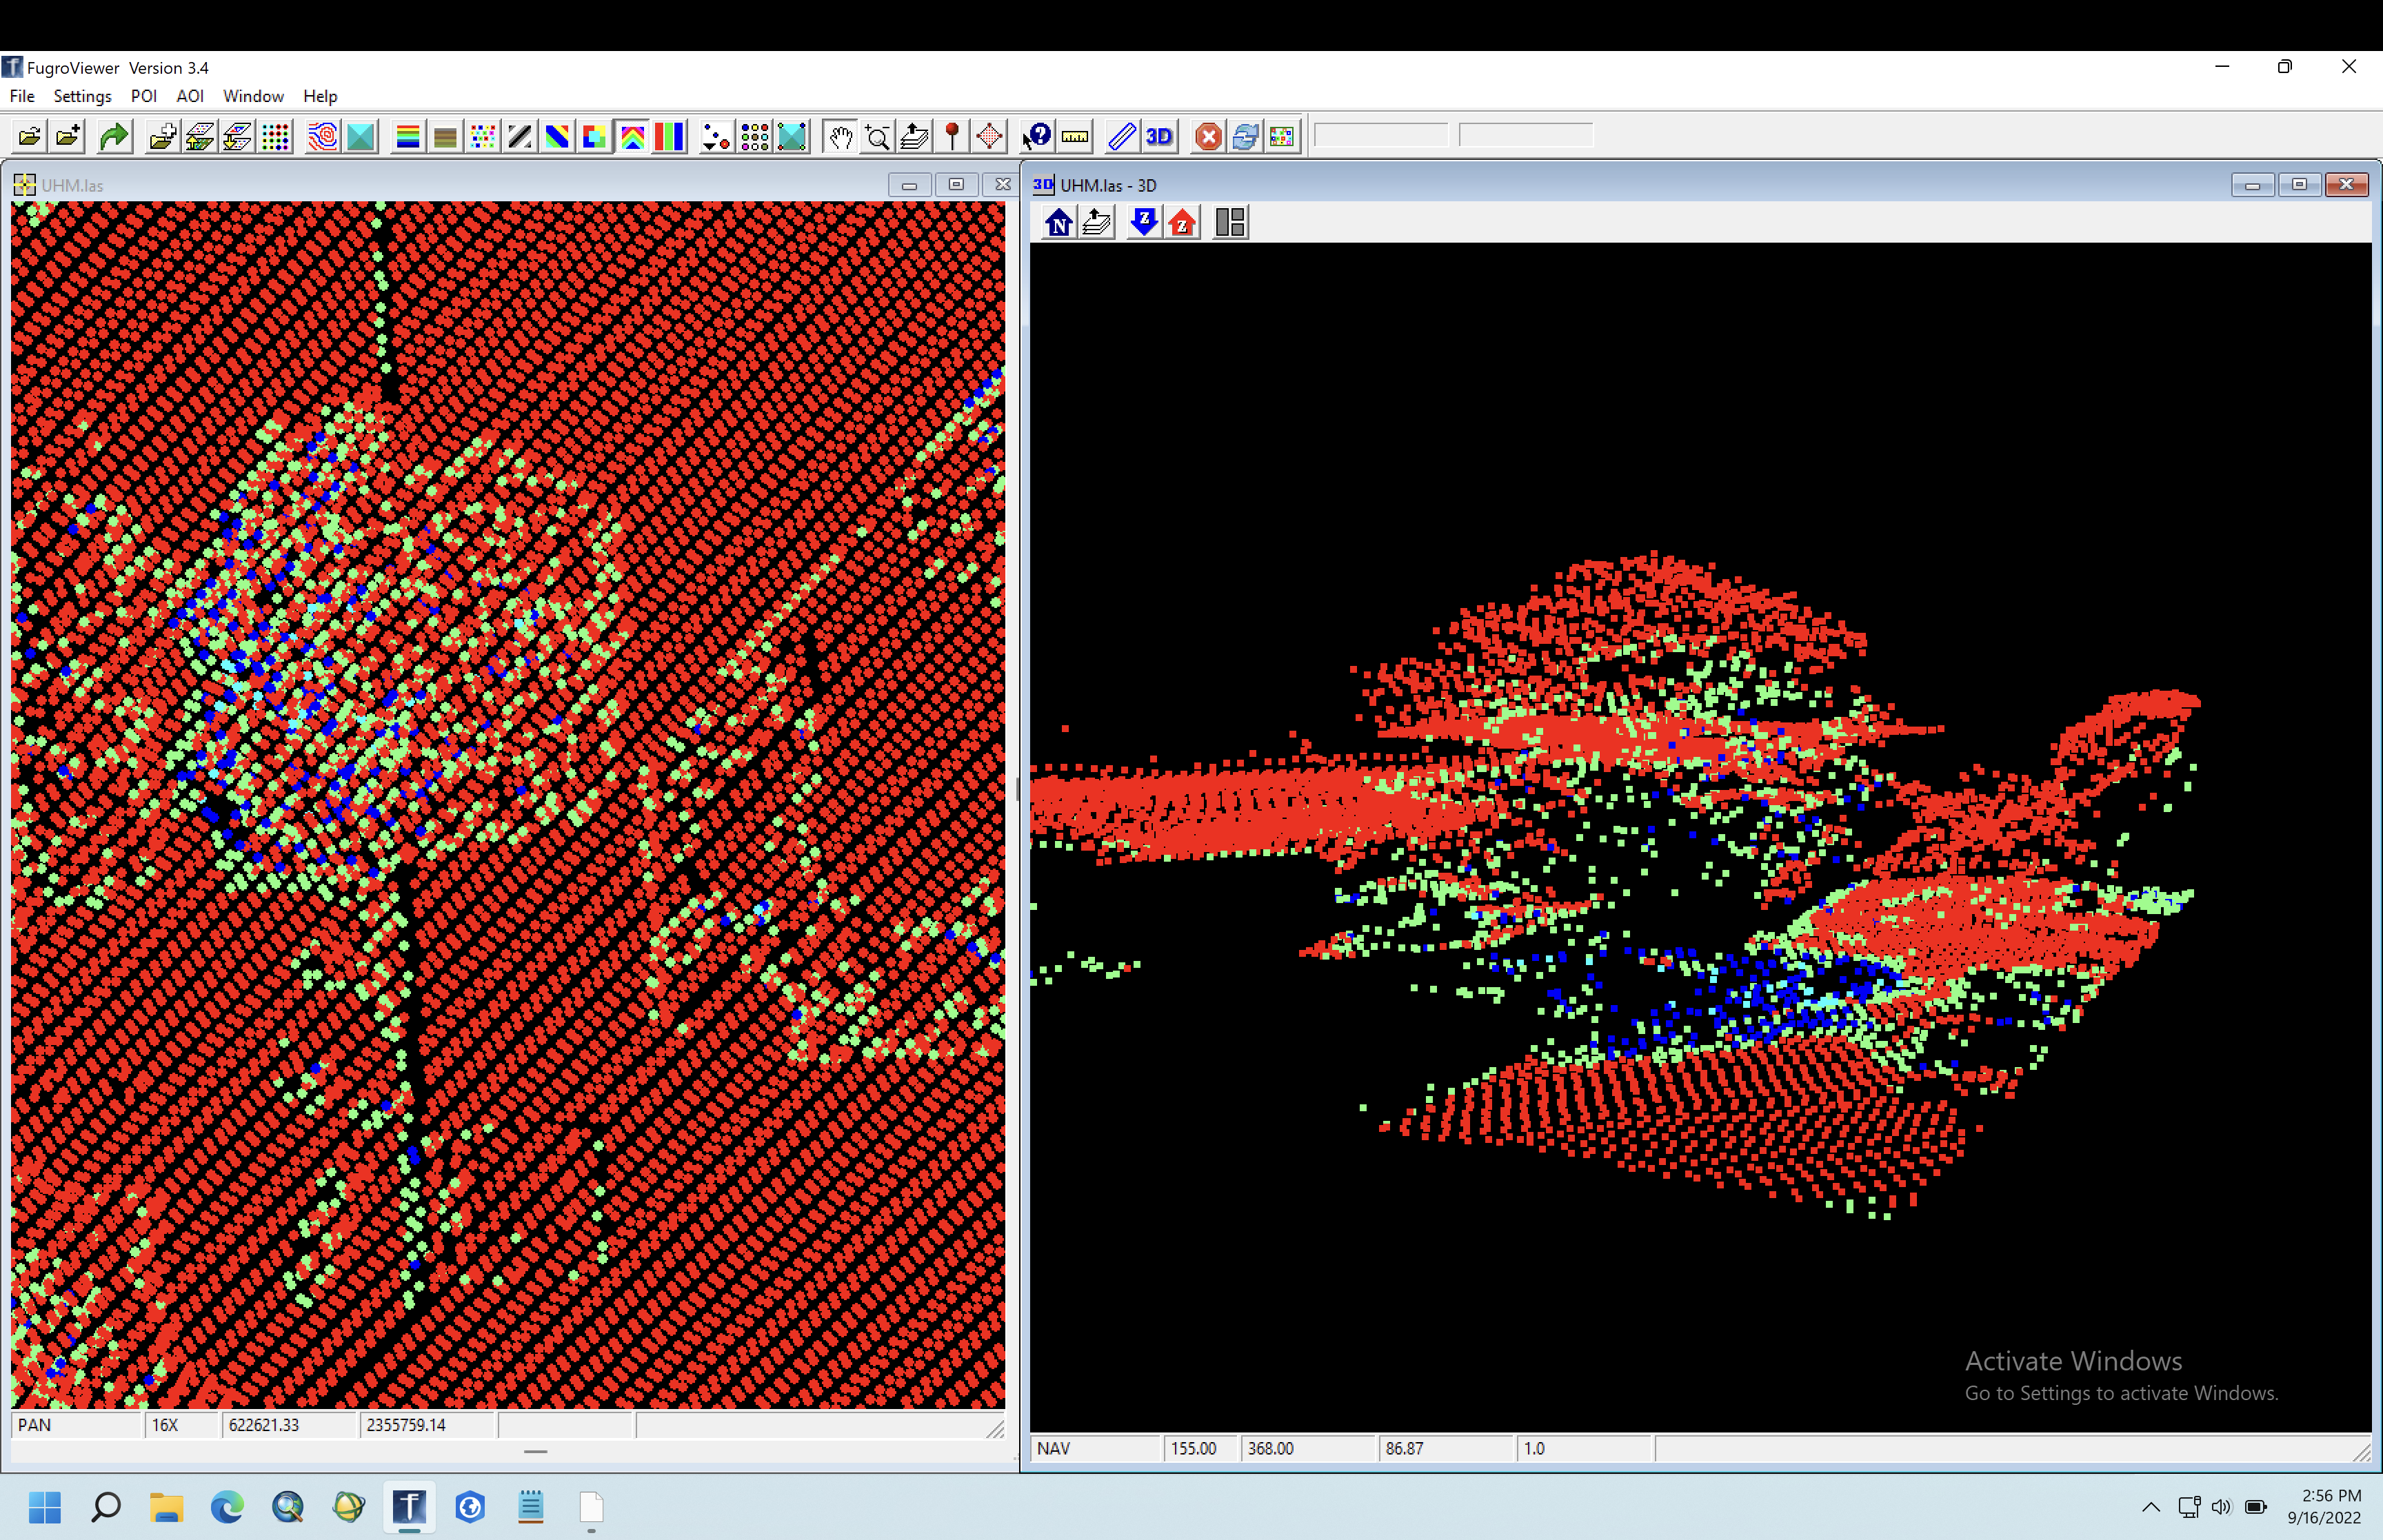 FugroViewer Version 3.4
File Settings POI AOI Window Help
3D
UHM.las
3D UHM.las - 3D
N Z Z
Activate Windows
Go to Settings to activate Windows.
PAN 16X 622621.33 2355759.14
NAV 155.00 368.00 86.87 1.0
2:56 PM
9/16/2022